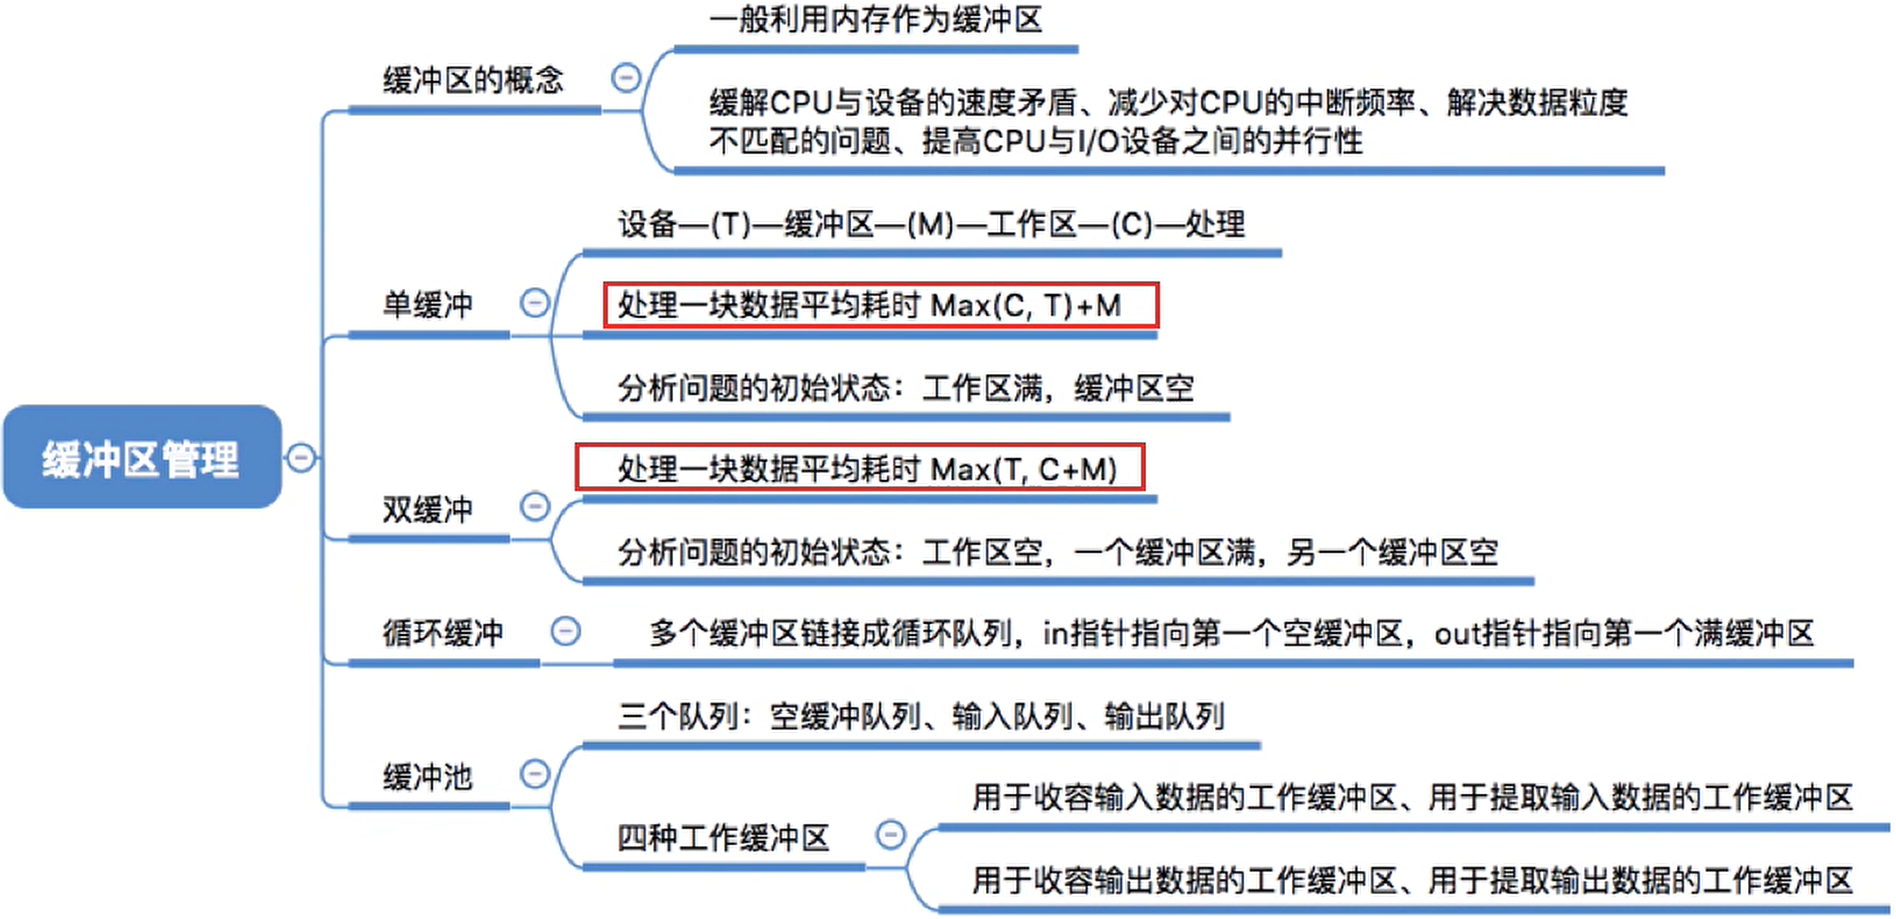 缓冲区管理
缓冲区的概念
一般利用内存作为缓冲区
缓解CPU与设备的速度矛盾、减少对CPU的中断频率、解决数据粒度
不匹配的问题、提高CPU与I/O设备之间的并行性
单缓冲
设备—(T)—缓冲区—(M)—工作区—(C)—处理
处理一块数据平均耗时 Max(C, T)+M
分析问题的初始状态：工作区满，缓冲区空
双缓冲
处理一块数据平均耗时 Max(T, C+M)
分析问题的初始状态：工作区空，一个缓冲区满，另一个缓冲区空
循环缓冲
多个缓冲区链接成循环队列，in指针指向第一个空缓冲区，out指针指向第一个满缓冲区
缓冲池
三个队列：空缓冲队列、输入队列、输出队列
四种工作缓冲区
用于收容输入数据的工作缓冲区、用于提取输入数据的工作缓冲区
用于收容输出数据的工作缓冲区、用于提取输出数据的工作缓冲区